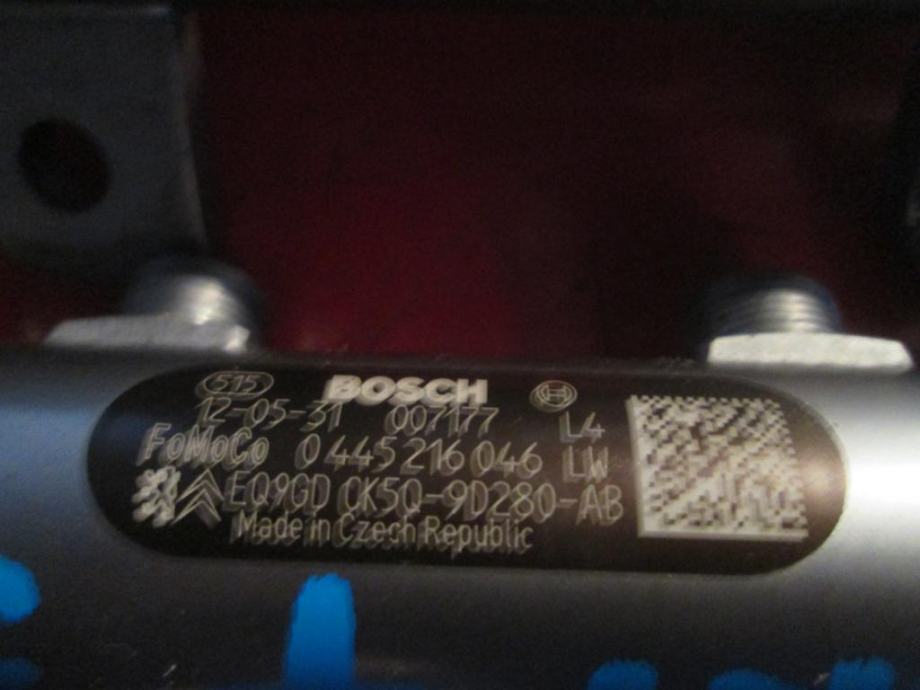 515 BOSCH
12-05-31 007177 L4
FoMoCo 0 445 216 046 LW
EQ9GD CK5Q-9D280-AB
Made in Czech Republic